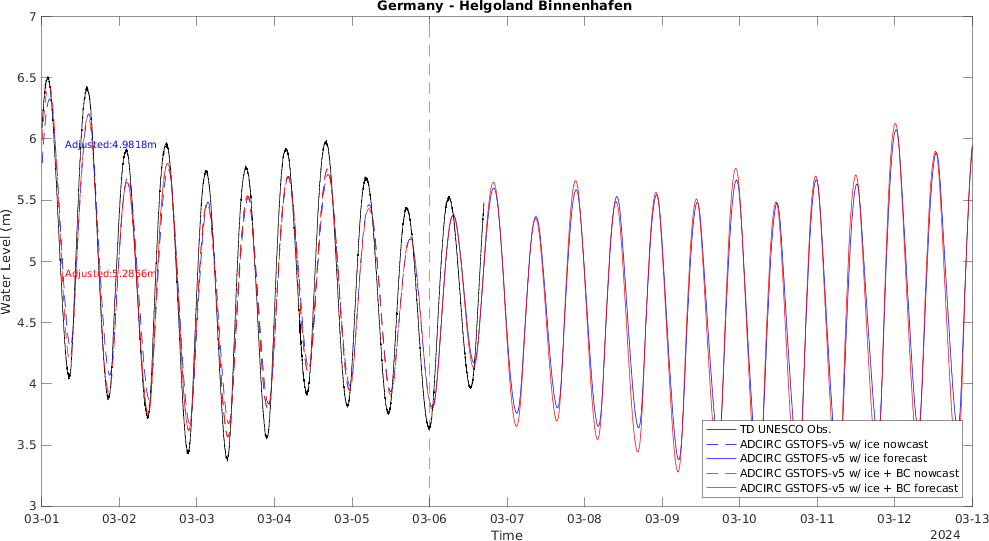 Germany - Helgoland Binnenhafen
7
6.5
6
5.5
5
4.5
4
3.5
3
Water Level (m)
Adjusted:4.9818m
Adjusted:5.2856m
TD UNESCO Obs.
ADCIRC GSTOFS-v5 w/ ice nowcast
ADCIRC GSTOFS-v5 w/ ice forecast
ADCIRC GSTOFS-v5 w/ ice + BC nowcast
ADCIRC GSTOFS-v5 w/ ice + BC forecast
03-01 03-02 03-03 03-04 03-05 03-06 03-07 03-08 03-09 03-10 03-11 03-12 03-13
Time
2024